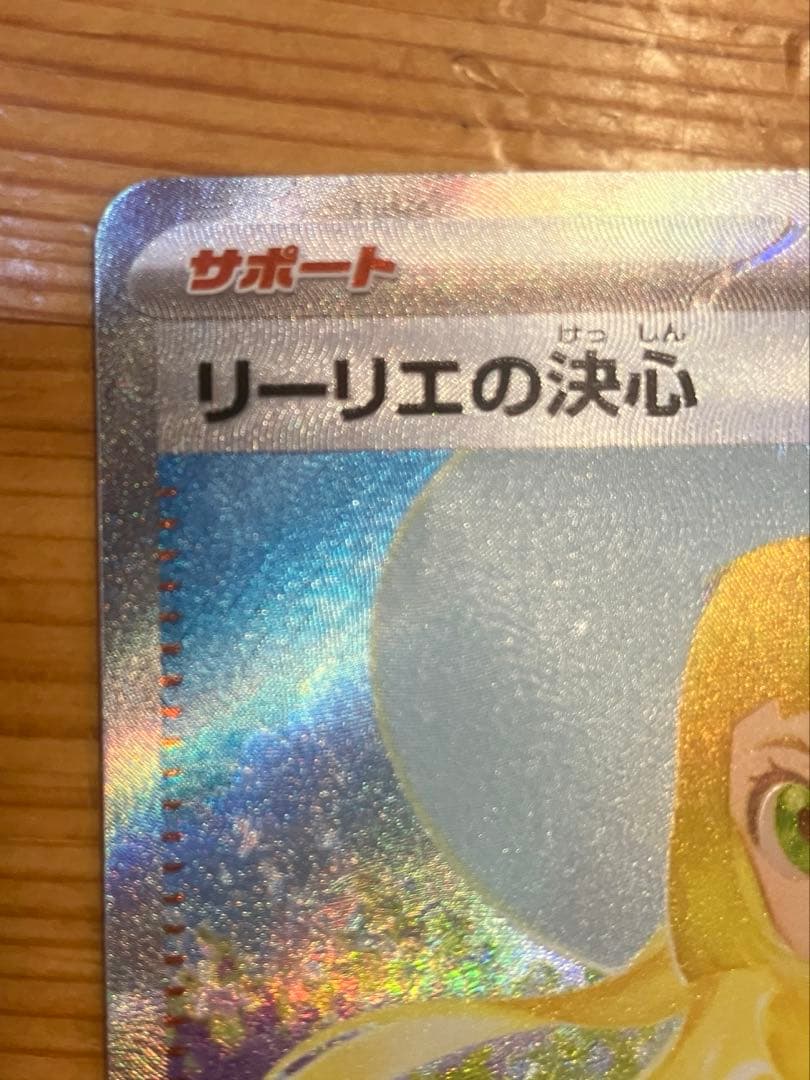 サポート
けっ しん
リーリエの決心